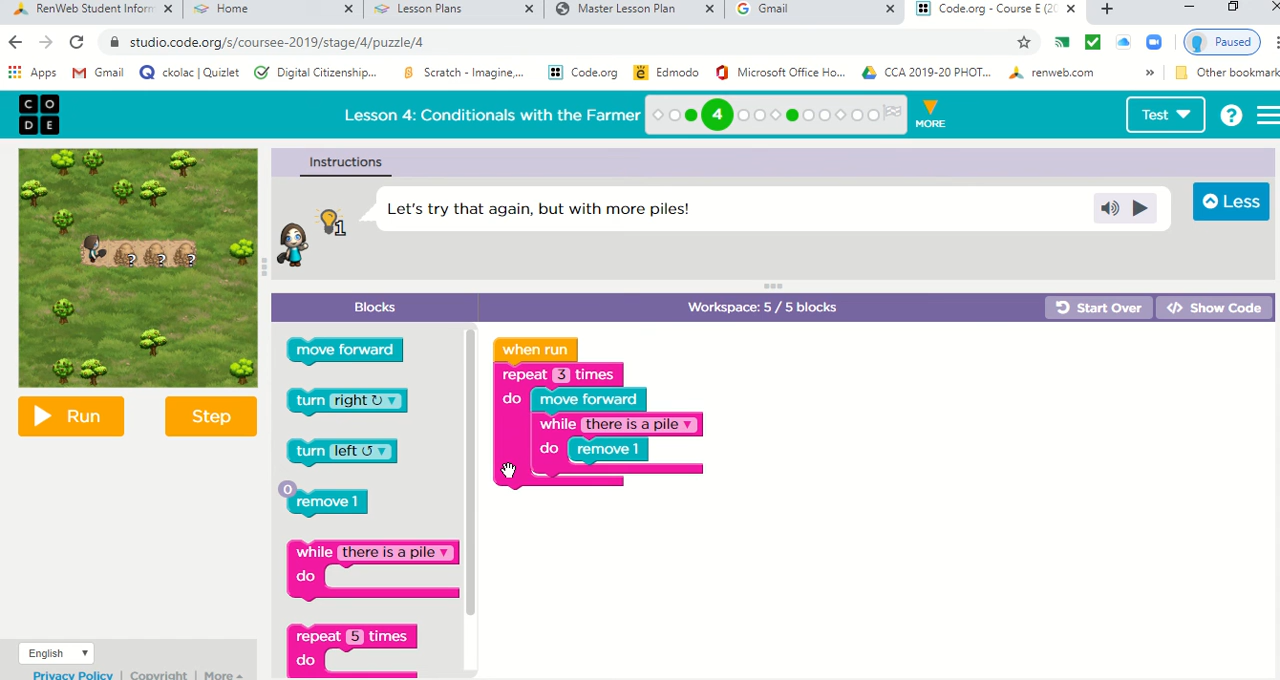 RenWeb Student Inform
Home
Lesson Plans
Master Lesson Plan
Gmail
Code.org - Course E (20
studio.code.org/s/coursee-2019/stage/4/puzzle/4
Paused
Apps
Gmail
ckolac | Quizlet
Digital Citizenship...
Scratch - Imagine,...
Code.org
Edmodo
Microsoft Office Ho...
CCA 2019-20 PHOT...
renweb.com
»
Other bookmark
C O
D E
Lesson 4: Conditionals with the Farmer
4
MORE
Test
?
Instructions
1
Let's try that again, but with more piles!
Less
? ? ?
Blocks
Workspace: 5 / 5 blocks
Start Over
</> Show Code
Run
Step
move forward
turn right ↻
turn left ↺
0
remove 1
while there is a pile
do
repeat 5 times
do
when run
repeat 3 times
do move forward
while there is a pile
do remove 1
English
Privacy Policy | Copyright | More